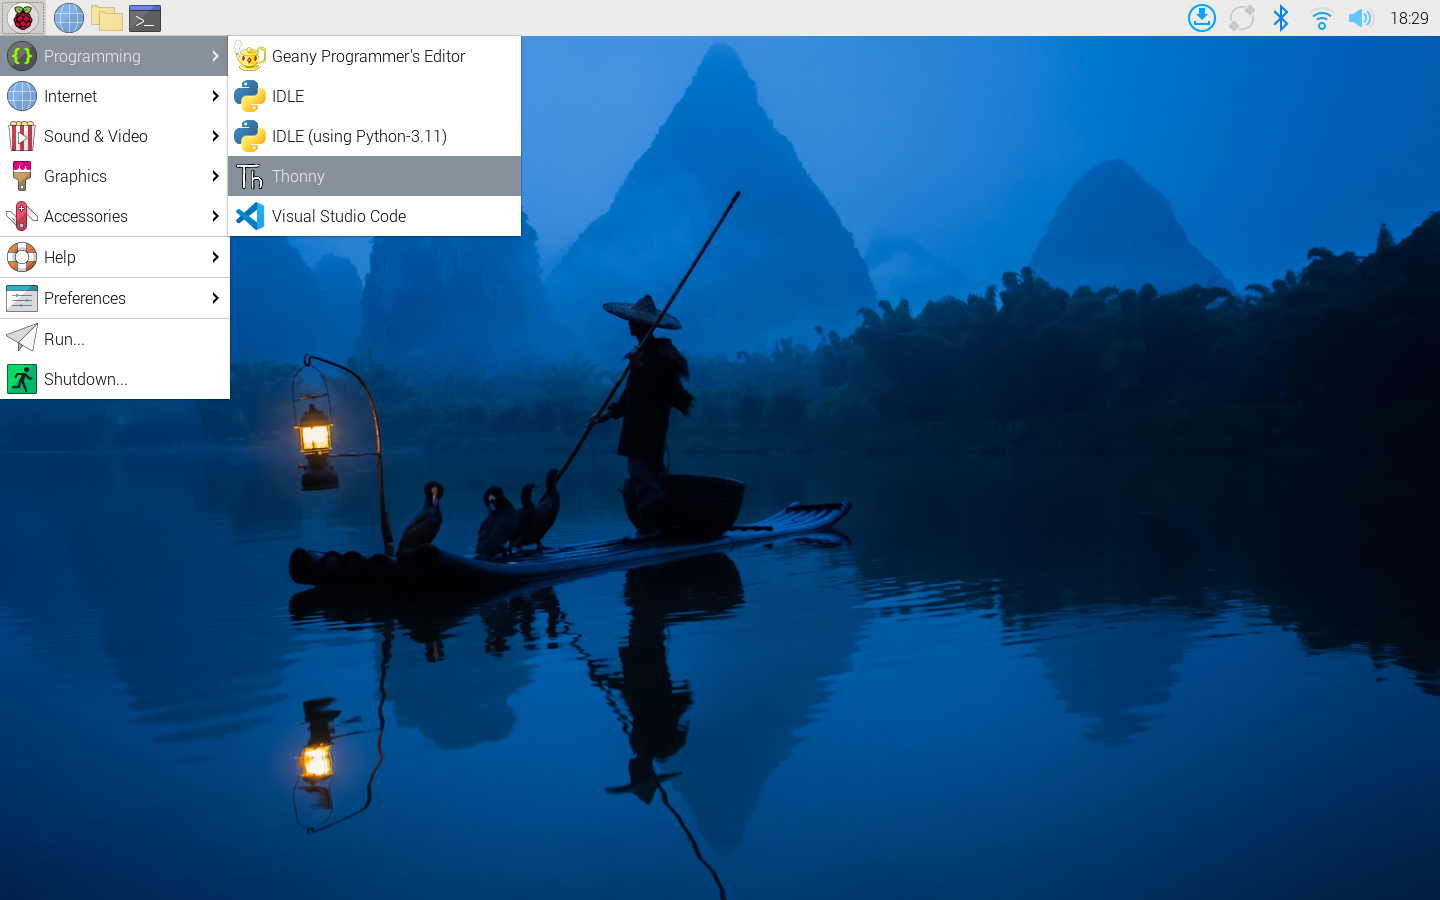 18:29
Programming
Internet
Sound & Video
Graphics
Accessories
Help
Preferences
Run...
Shutdown...
Geany Programmer's Editor
IDLE
IDLE (using Python-3.11)
Th Thonny
Visual Studio Code